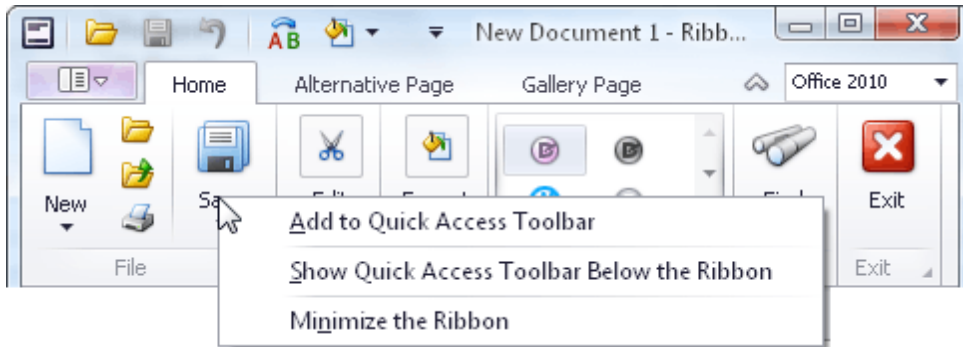 AB
New Document 1 - Ribb...
Home
Alternative Page
Gallery Page
Office 2010
New
Exit
Add to Quick Access Toolbar
Show Quick Access Toolbar Below the Ribbon
Minimize the Ribbon
File
Exit